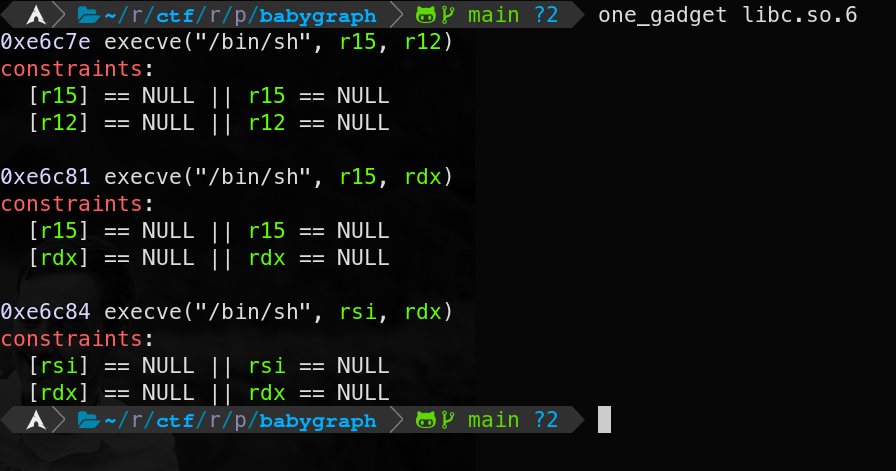 ~/r/ctf/r/p/babygraph main ?2 one_gadget libc.so.6
0xe6c7e execve("/bin/sh", r15, r12)
constraints:
  [r15] == NULL || r15 == NULL
  [r12] == NULL || r12 == NULL

0xe6c81 execve("/bin/sh", r15, rdx)
constraints:
  [r15] == NULL || r15 == NULL
  [rdx] == NULL || rdx == NULL

0xe6c84 execve("/bin/sh", rsi, rdx)
constraints:
  [rsi] == NULL || rsi == NULL
  [rdx] == NULL || rdx == NULL
~/r/ctf/r/p/babygraph main ?2